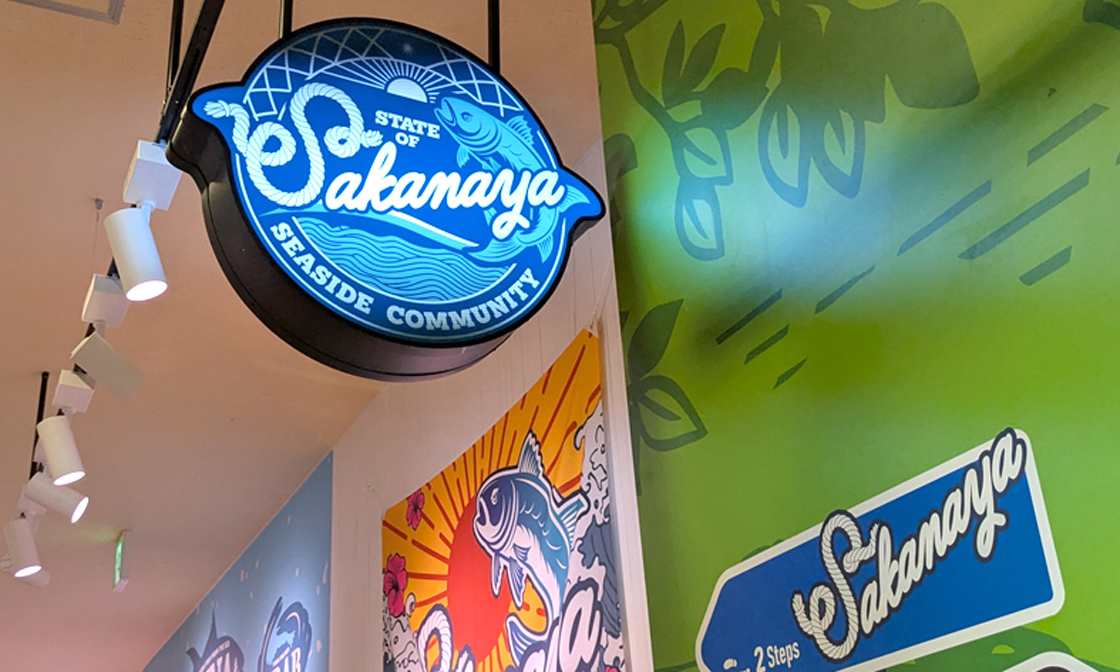 STATE
OF
Sakanaya
SEASIDE COMMUNITY
Sakanaya
2 Steps